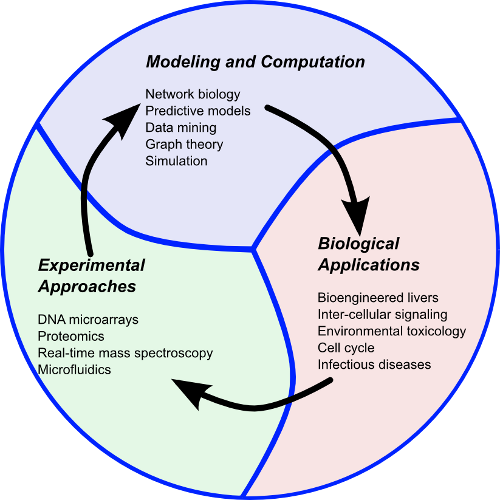 Modeling and Computation
Network biology
Predictive models
Data mining
Graph theory
Simulation
Biological
Applications
Bioengineered livers
Inter-cellular signaling
Environmental toxicology
Cell cycle
Infectious diseases
Experimental
Approaches
DNA microarrays
Proteomics
Real-time mass spectroscopy
Microfluidics